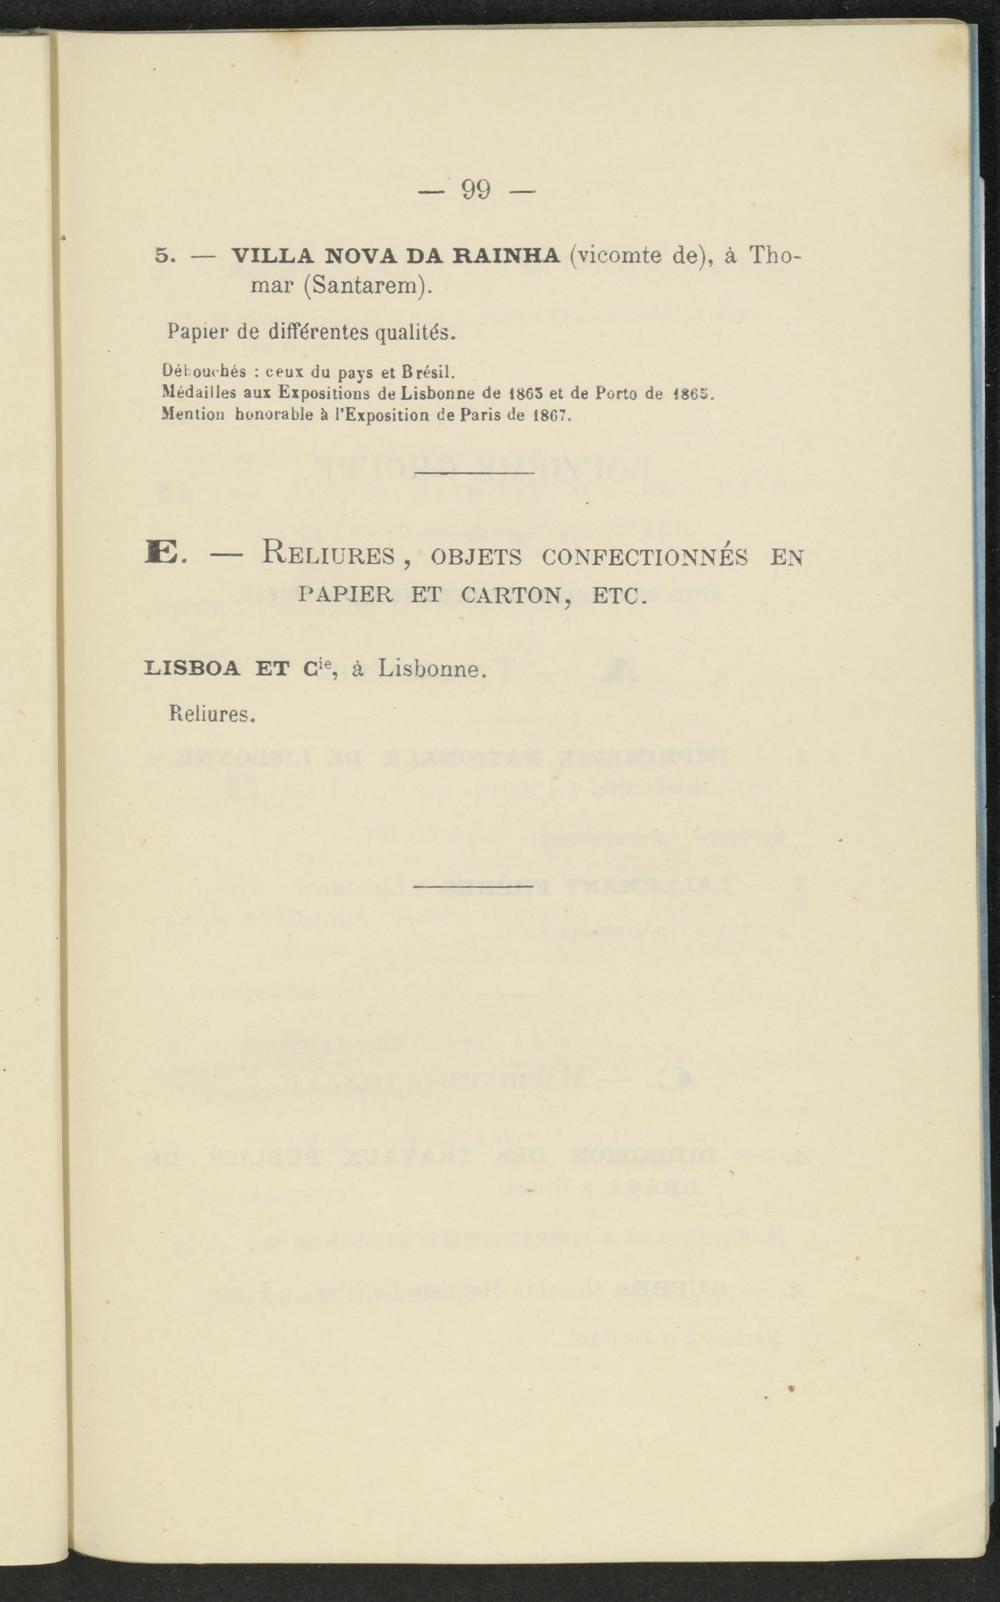 — 99 —
5. — VILLA NOVA DA RAINHA (vicomte de), à Tho-
mar (Santarem).
Papier de différentes qualités.
Débouchés : ceux du pays et Brésil.
Médailles aux Expositions de Lisbonne de 1863 et de Porto de 1865.
Mention honorable à l'Exposition de Paris de 1867.
E. — RELIURES, OBJETS CONFECTIONNÉS EN
PAPIER ET CARTON, ETC.
LISBOA ET Cie, à Lisbonne.
Reliures.